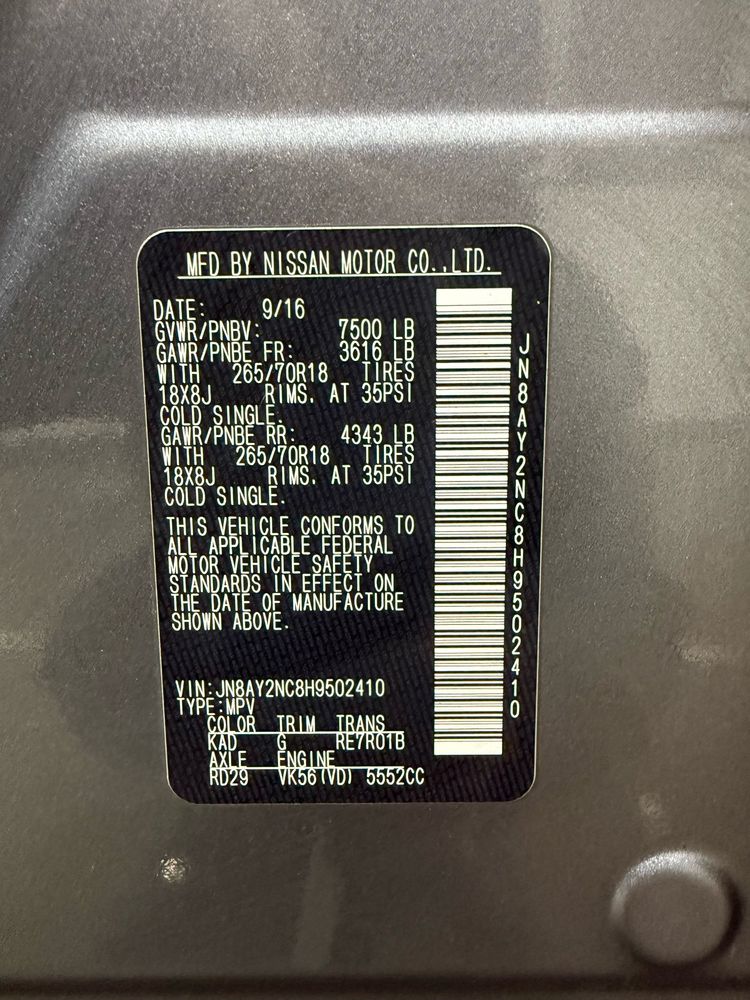 MFD BY NISSAN MOTOR CO.,LTD.
DATE: 9/16
GVWR/PNBV: 7500 LB
GAWR/PNBE FR: 3616 LB
WITH 265/70R18 TIRES
18X8J RIMS, AT 35PSI
COLD SINGLE.
GAWR/PNBE RR: 4343 LB
WITH 265/70R18 TIRES
18X8J RIMS, AT 35PSI
COLD SINGLE.
THIS VEHICLE CONFORMS TO
ALL APPLICABLE FEDERAL
MOTOR VEHICLE SAFETY
STANDARDS IN EFFECT ON
THE DATE OF MANUFACTURE
SHOWN ABOVE.
VIN:JN8AY2NC8H9502410
TYPE:MPV
COLOR TRIM TRANS
KAD G RE7R01B
AXLE ENGINE
RD29 VK56(VD) 5552CC
JN8AY2NC8H9502410